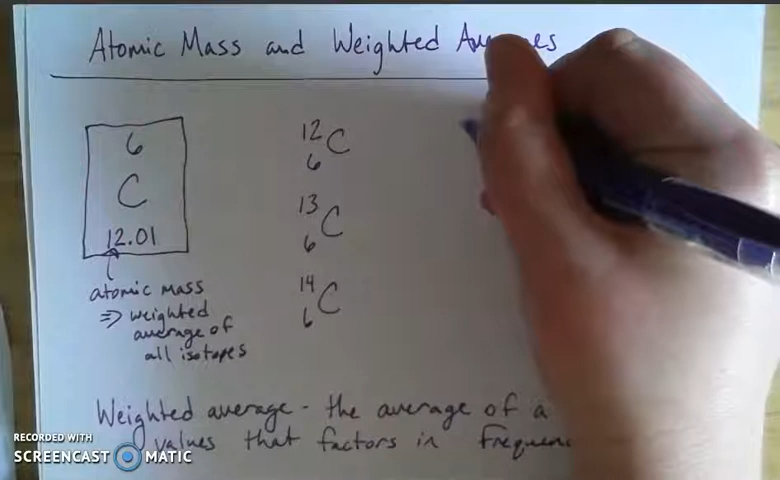 Atomic Mass and Weighted
6
C
12.01
atomic mass
⇒ weighted
average of
all isotopes
12
6 C
13
6 C
14
6 C
Weighted average - the average of a
values that factors in
RECORDED WITH
SCREENCAST MATIC